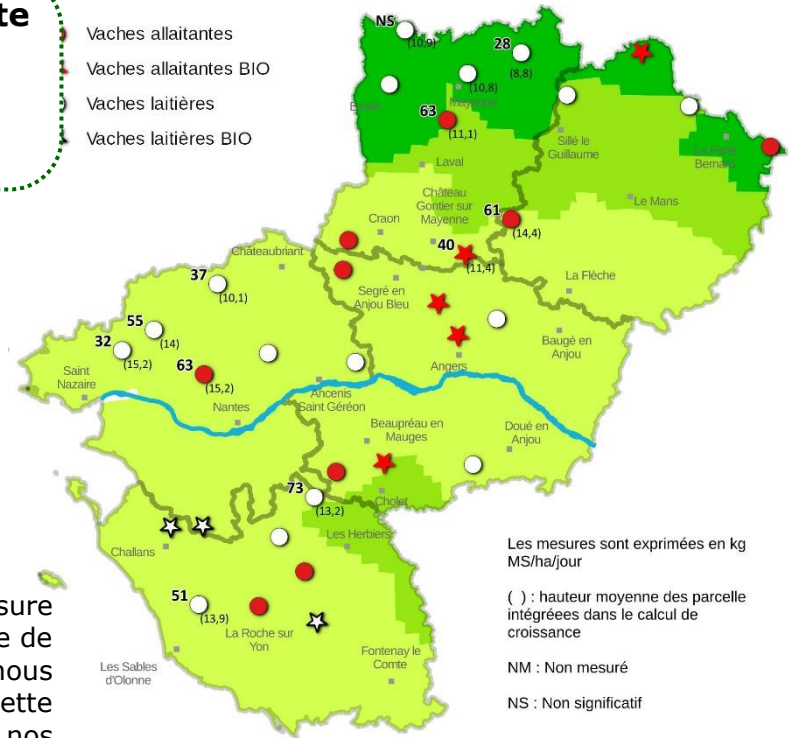 te
Vaches allaitantes
Vaches allaitantes BIO
Vaches laitières
Vaches laitières BIO
NS
(10,9)
28
(8,8)
(10,8)
Mayenne
63
(11,1)
Sillé le
Guillaume
La Ferté
Bernard
Laval
Le Mans
Château
Gontier sur
Mayenne
Craon
61
(14,4)
40
(11,4)
Châteaubriant
La Flèche
37
(10,1)
Segré en
Anjou Bleu
55
(14)
32
(15,2)
Baugé en
Anjou
Angers
63
(15,2)
Saint
Nazaire
Ancenis
Saint Géréon
Nantes
Beaupréau en
Mauges
Doué en
Anjou
73
(13,2)
Cholet
Les Herbiers
Challans
51
(13,9)
La Roche sur
Yon
Fontenay le
Comte
Les Sables
d'Olonne
Les mesures sont exprimées en kg
MS/ha/jour
( ) : hauteur moyenne des parcelle
intégréees dans le calcul de
croissance
NM : Non mesuré
NS : Non significatif
sure
e de
nous
ette
nos